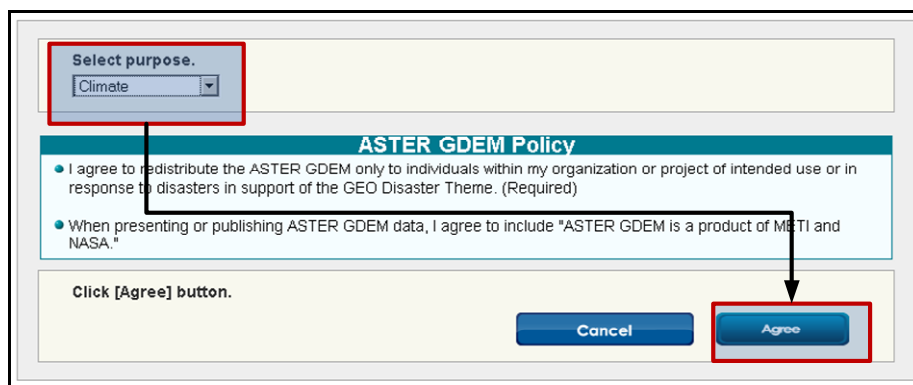 Select purpose.
Climate
ASTER GDEM Policy
I agree to redistribute the ASTER GDEM only to individuals within my organization or project of intended use or in
response to disasters in support of the GEO Disaster Theme. (Required)
When presenting or publishing ASTER GDEM data, I agree to include "ASTER GDEM is a product of METI and
NASA."
Click [Agree] button.
Cancel
Agree